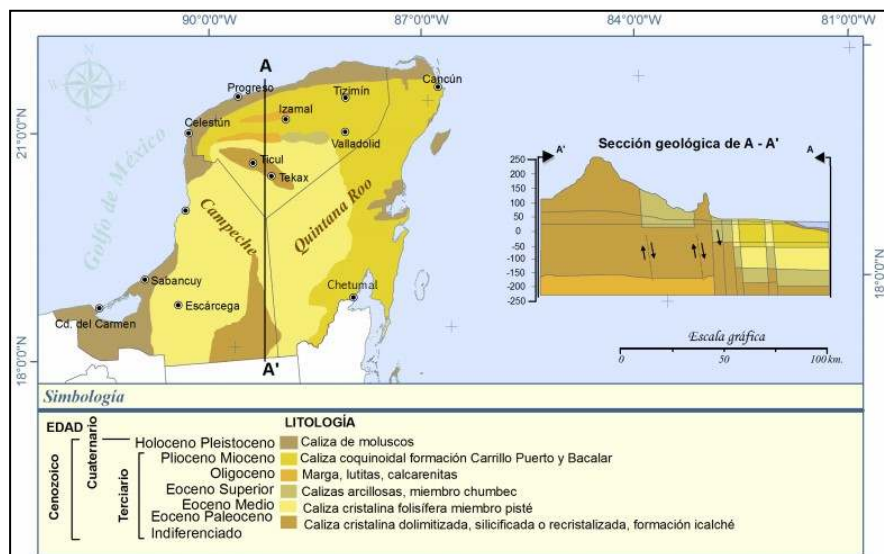 90°0'0"W
87°0'0"W
84°0'0"W
81°0'0"W
21°0'0"N
18°0'0"N
18°0'0"N
N
S
E
W
Golfo de México
A
Progreso
Tizimín
Cancún
Izamal
Celestún
Valladolid
Ticul
Tekax
Campeche
Quintana Roo
Sabancuy
Chetumal
Escárcega
Cd. del Carmen
A'
Sección geológica de A - A'
A'
A
250
200
150
100
50
0
-50
-100
-150
-200
-250
Escala gráfica
0
50
100 km.
Simbología
EDAD
LITOLOGÍA
Cenozoico
Cuaternario
Terciario
Holoceno Pleistoceno Caliza de moluscos
Plioceno Mioceno Caliza coquinoidal formación Carrillo Puerto y Bacalar
Oligoceno Marga, lutitas, calcarenitas
Eoceno Superior Calizas arcillosas, miembro chumbec
Eoceno Medio Caliza cristalina folisífera miembro pisté
Eoceno Paleoceno Caliza cristalina dolimitizada, silicificada o recristalizada, formación icalché
Indiferenciado